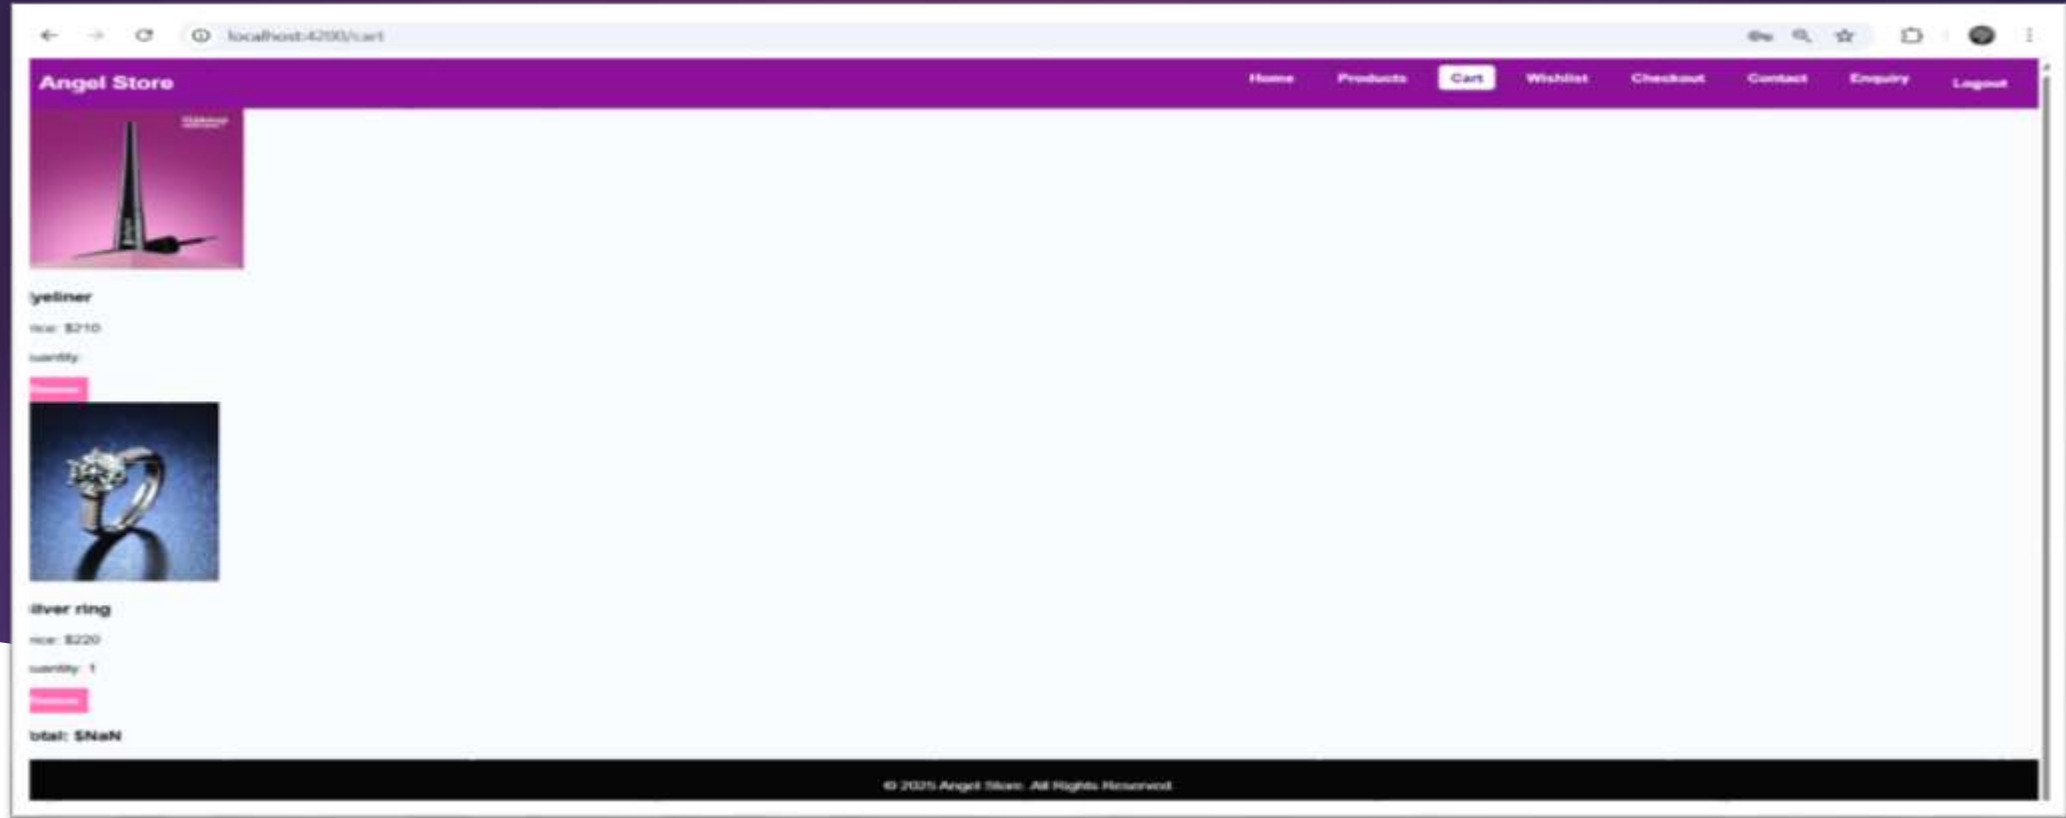 localhost:4200/cart
Angel Store
Home Products Cart Wishlist Checkout Contact Enquiry Logout
yeliner
rice: $210
uantity:
ilver ring
rice: $220
uantity: 1
otal: $NaN
© 2025 Angel Store. All Rights Reserved.